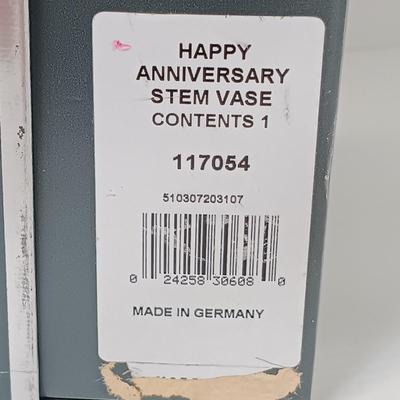 HAPPY
ANNIVERSARY
STEM VASE
CONTENTS 1
117054
510307203107
0 24258 30608 0
MADE IN GERMANY